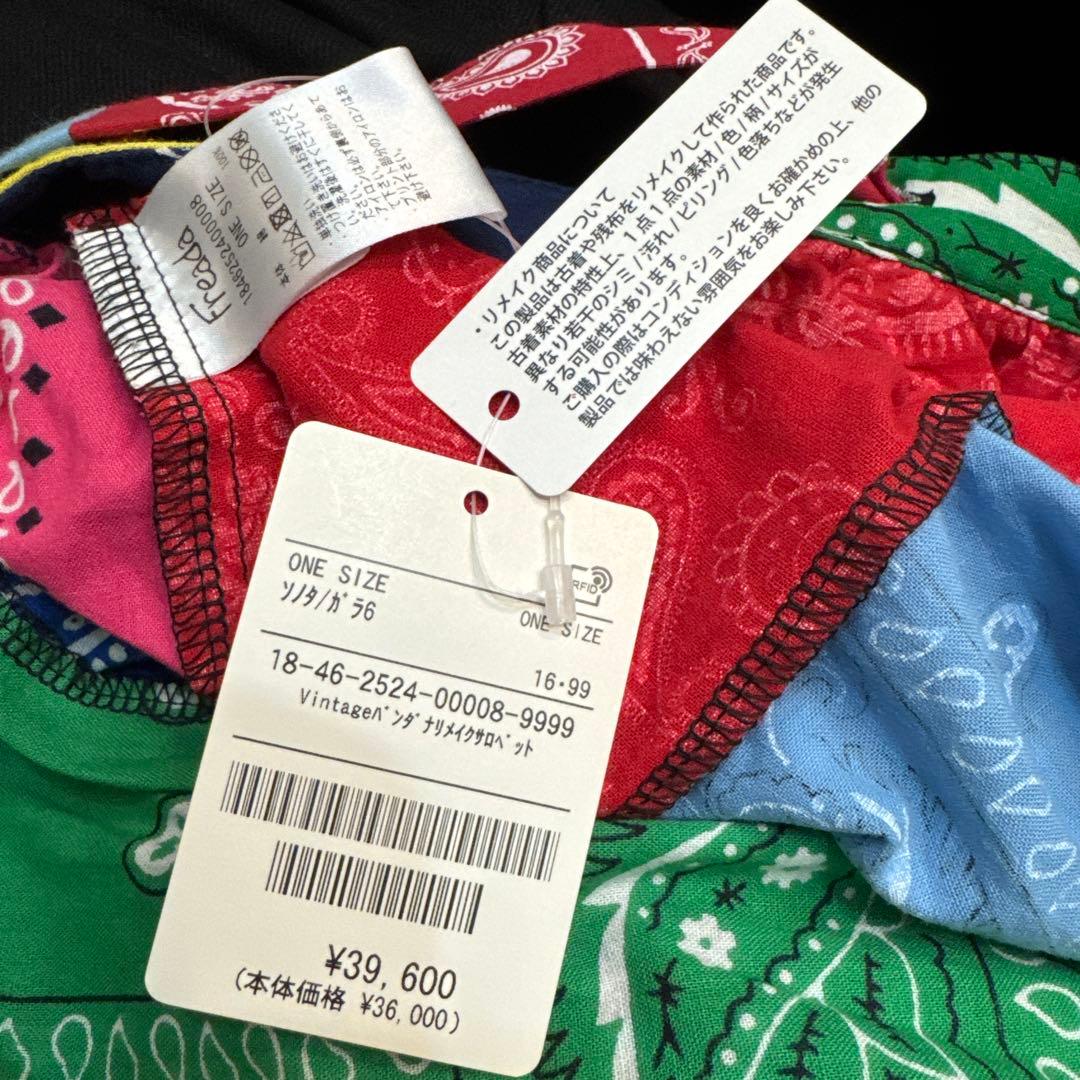 ・リメイク商品について
この製品は古着や残布をリメイクして作られた商品です。
古着素材の特性上、1点1点の素材/色/柄/サイズが
異なり若干のシミ/汚れ/ピリング/色落ちなどが発生
する可能性があります。
ご購入の際はコンディションを良くお確かめの上、他の
製品では味わえない雰囲気をお楽しみ下さい。
Freada
18462524000008
ONE SIZE
綿 100%
本体
RFID
ONE SIZE
ｿﾉﾀ/ｶﾞﾗ6
ONE SIZE
16・99
18-46-2524-00008-9999
Vintageﾍﾞﾝﾀﾞﾅﾘﾒｲｸｻﾛﾍﾟｯﾄ
¥39,600
(本体価格 ¥36,000)